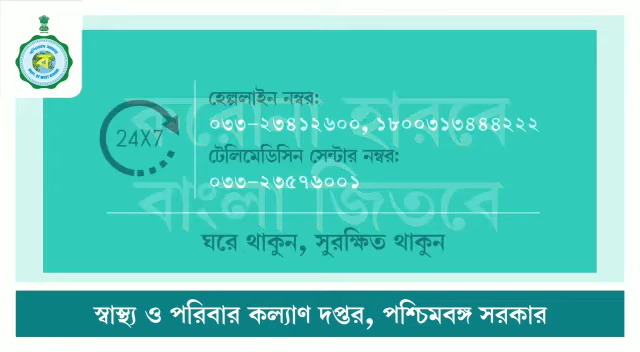 করোনা হারবে
বাংলা জিতবে
24X7
হেল্পলাইন নম্বর:
০৩৩-২৩৪১২৬০০, ১৮০০৩১৩৪৪৪২২২
টেলিমেডিসিন সেন্টার নম্বর:
০৩৩-২৩৫৭৬০০১
ঘরে থাকুন, সুরক্ষিত থাকুন
স্বাস্থ্য ও পরিবার কল্যাণ দপ্তর, পশ্চিমবঙ্গ সরকার